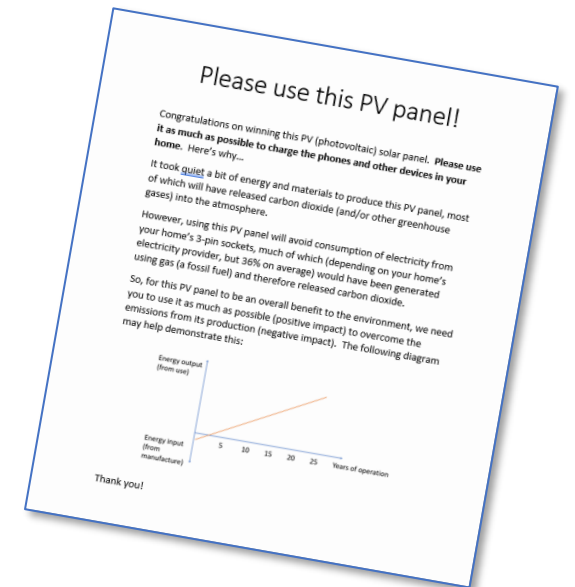 Please use this PV panel!
Congratulations on winning this PV (photovoltaic) solar panel. Please use
it as much as possible to charge the phones and other devices in your
home. Here's why...
It took quiet a bit of energy and materials to produce this PV panel, most
of which will have released carbon dioxide (and/or other greenhouse
gases) into the atmosphere.
However, using this PV panel will avoid consumption of electricity from
your home's 3-pin sockets, much of which (depending on your home's
electricity provider, but 36% on average) would have been generated
using gas (a fossil fuel) and therefore released carbon dioxide.
So, for this PV panel to be an overall benefit to the environment, we need
you to use it as much as possible (positive impact) to overcome the
emissions from its production (negative impact). The following diagram
may help demonstrate this:
Energy output
(from use)
Energy input
(from
manufacture)
5 10 15 20 25 Years of operation
Thank you!